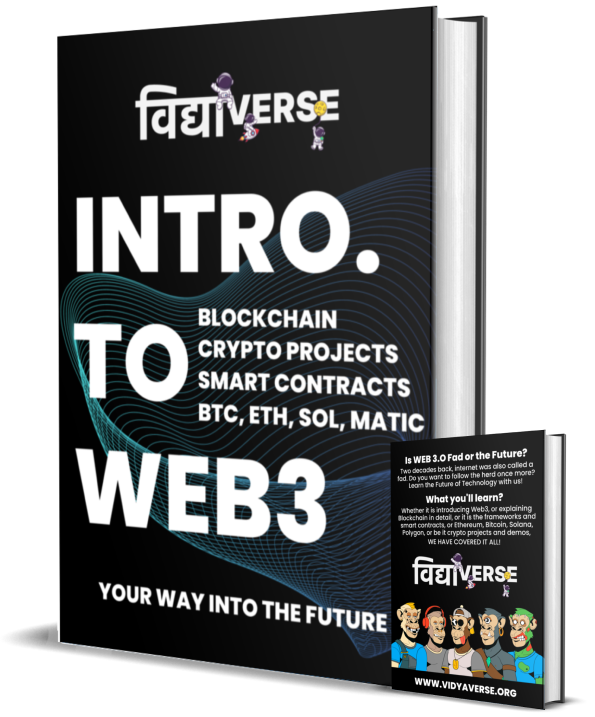 विद्याVERSE
INTRO.
TO
BLOCKCHAIN
CRYPTO PROJECTS
SMART CONTRACTS
BTC, ETH, SOL, MATIC
WEB3
YOUR WAY INTO THE FUTURE
Is WEB 3.0 Fad or the Future?
Two decades back, internet was also called a
fad. Do you want to follow the herd once more?
Learn the Future of Technology with us!
What you'll learn?
Whether it is introducing Web3, or explaining
Blockchain in detail, or it is the frameworks and
smart contracts, or Ethereum, Bitcoin, Solana,
Polygon, or be it crypto projects and demos,
WE HAVE COVERED IT ALL!
विद्याVERSE
WWW.VIDYAVERSE.ORG